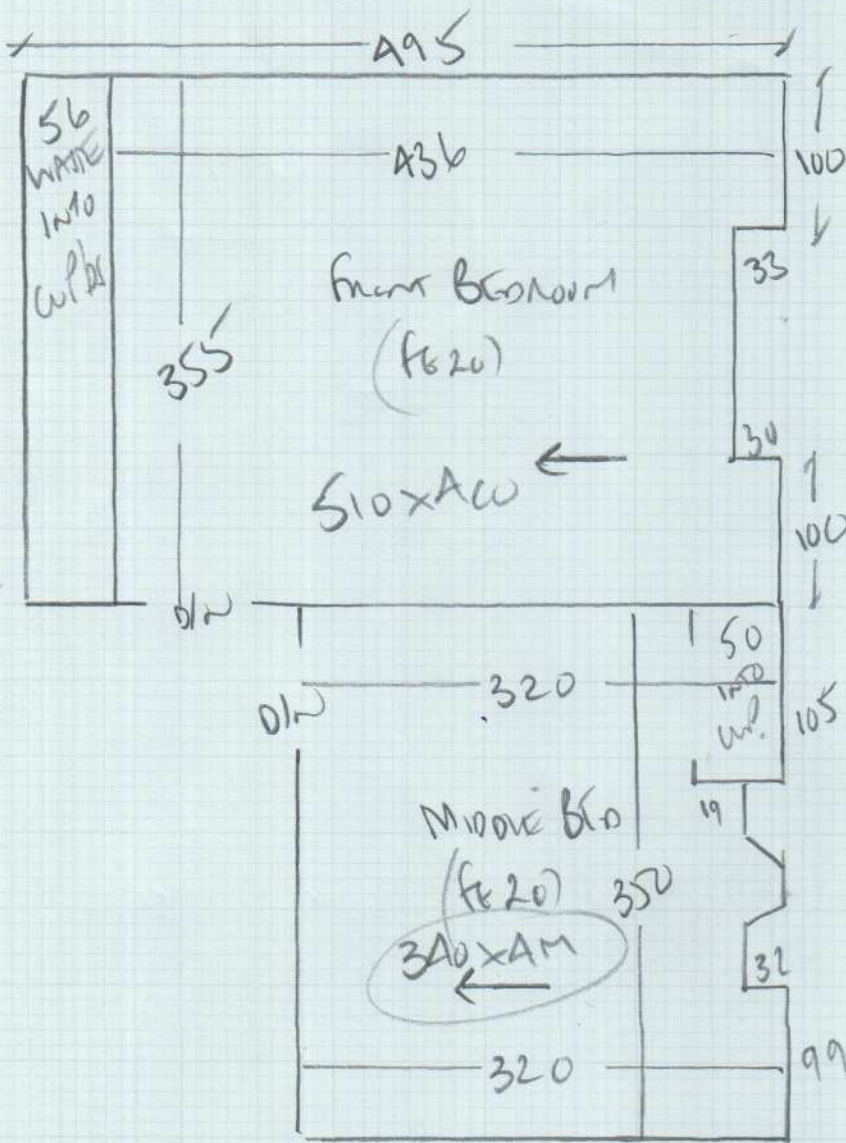 495
56
WASTE
INTO
CUP/DS
436
100
33
FRONT BEDROOM
(FE20)
355
30
510x400
100
D/N
50
INTO
CUP.
320
D/N
105
MIDDLE BED
19
(FE20)
350
340x4M
32
320
99